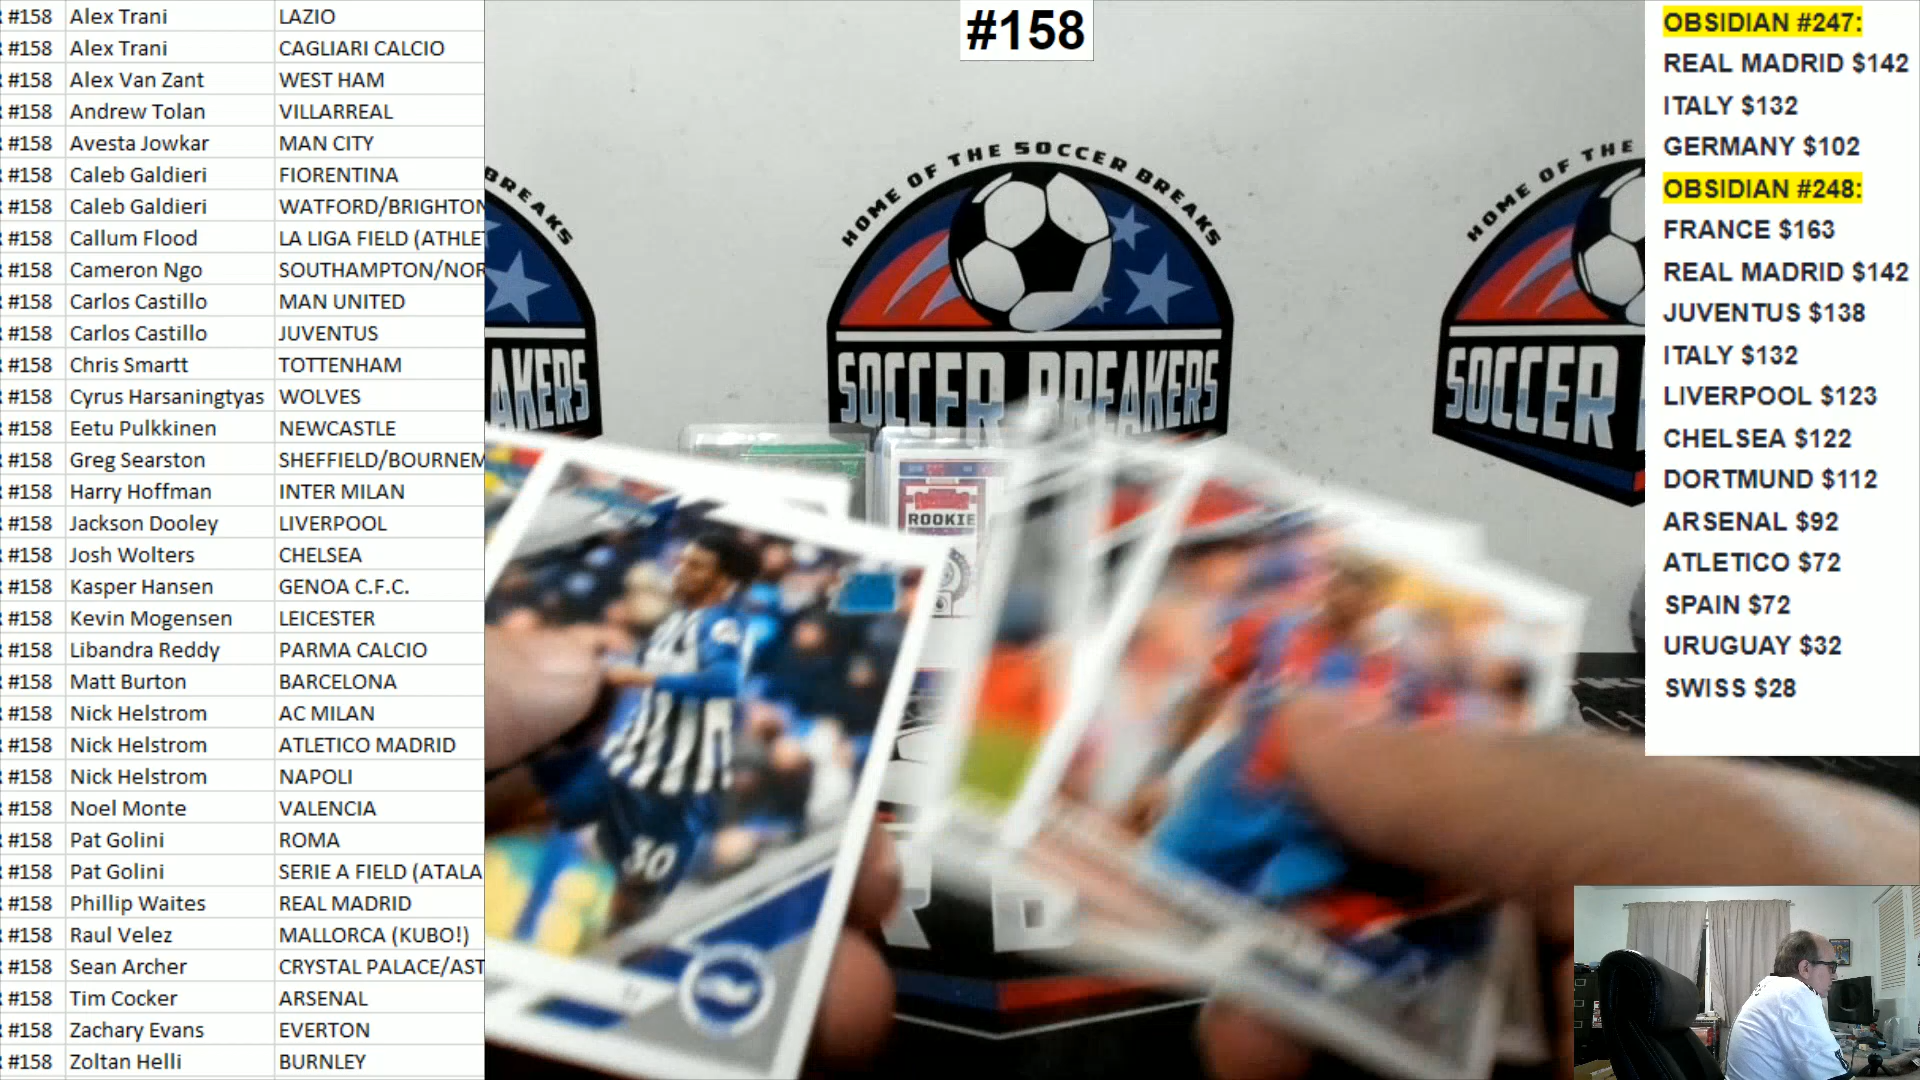 #158 Alex Trani LAZIO
#158 Alex Trani CAGLIARI CALCIO
#158 Alex Van Zant WEST HAM
#158 Andrew Tolan VILLARREAL
#158 Avesta Jowkar MAN CITY
#158 Caleb Galdieri FIORENTINA
#158 Caleb Galdieri WATFORD/BRIGHTON
#158 Callum Flood LA LIGA FIELD (ATHLET
#158 Cameron Ngo SOUTHAMPTON/NOR
#158 Carlos Castillo MAN UNITED
#158 Carlos Castillo JUVENTUS
#158 Chris Smartt TOTTENHAM
#158 Cyrus Harsaningtyas WOLVES
#158 Eetu Pulkkinen NEWCASTLE
#158 Greg Searston SHEFFIELD/BOURNEM
#158 Harry Hoffman INTER MILAN
#158 Jackson Dooley LIVERPOOL
#158 Josh Wolters CHELSEA
#158 Kasper Hansen GENOA C.F.C.
#158 Kevin Mogensen LEICESTER
#158 Libandra Reddy PARMA CALCIO
#158 Matt Burton BARCELONA
#158 Nick Helstrom AC MILAN
#158 Nick Helstrom ATLETICO MADRID
#158 Nick Helstrom NAPOLI
#158 Noel Monte VALENCIA
#158 Pat Golini ROMA
#158 Pat Golini SERIE A FIELD (ATALA
#158 Phillip Waites REAL MADRID
#158 Raul Velez MALLORCA (KUBO!)
#158 Sean Archer CRYSTAL PALACE/AST
#158 Tim Cocker ARSENAL
#158 Zachary Evans EVERTON
#158 Zoltan Helli BURNLEY
#158
BREAKS
AKERS
HOME OF THE SOCCER BREAKS
SOCCER BREAKERS
HOME OF THE
SOCCER
ROOKIE
30
OBSIDIAN #247:
REAL MADRID $142
ITALY $132
GERMANY $102
OBSIDIAN #248:
FRANCE $163
REAL MADRID $142
JUVENTUS $138
ITALY $132
LIVERPOOL $123
CHELSEA $122
DORTMUND $112
ARSENAL $92
ATLETICO $72
SPAIN $72
URUGUAY $32
SWISS $28